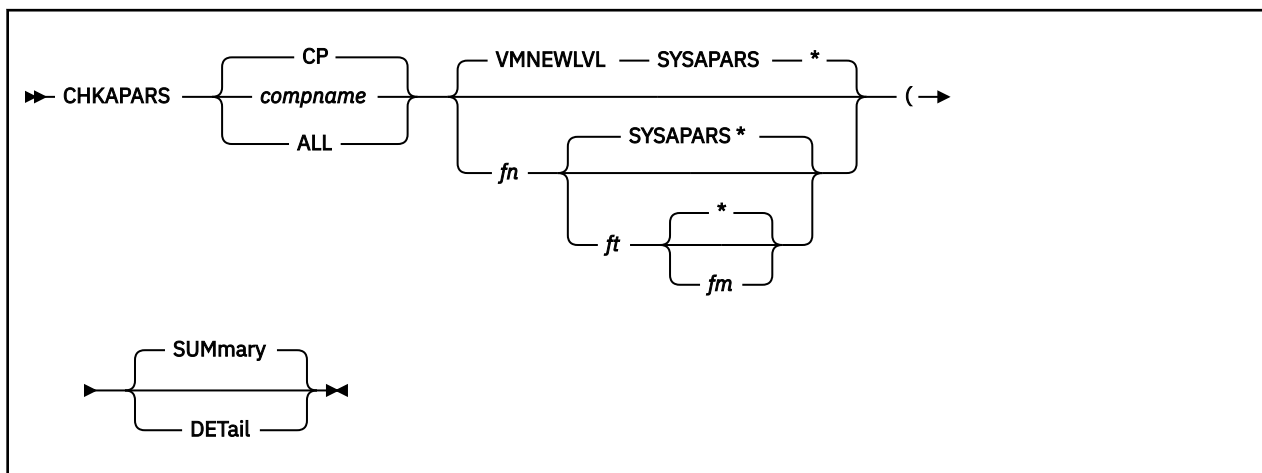 CP
VMNEWLVL SYSAPARS *
CHKAPARS compname (
ALL
SYSAPARS *
fn
*
ft
fm
SUMmary
DETail